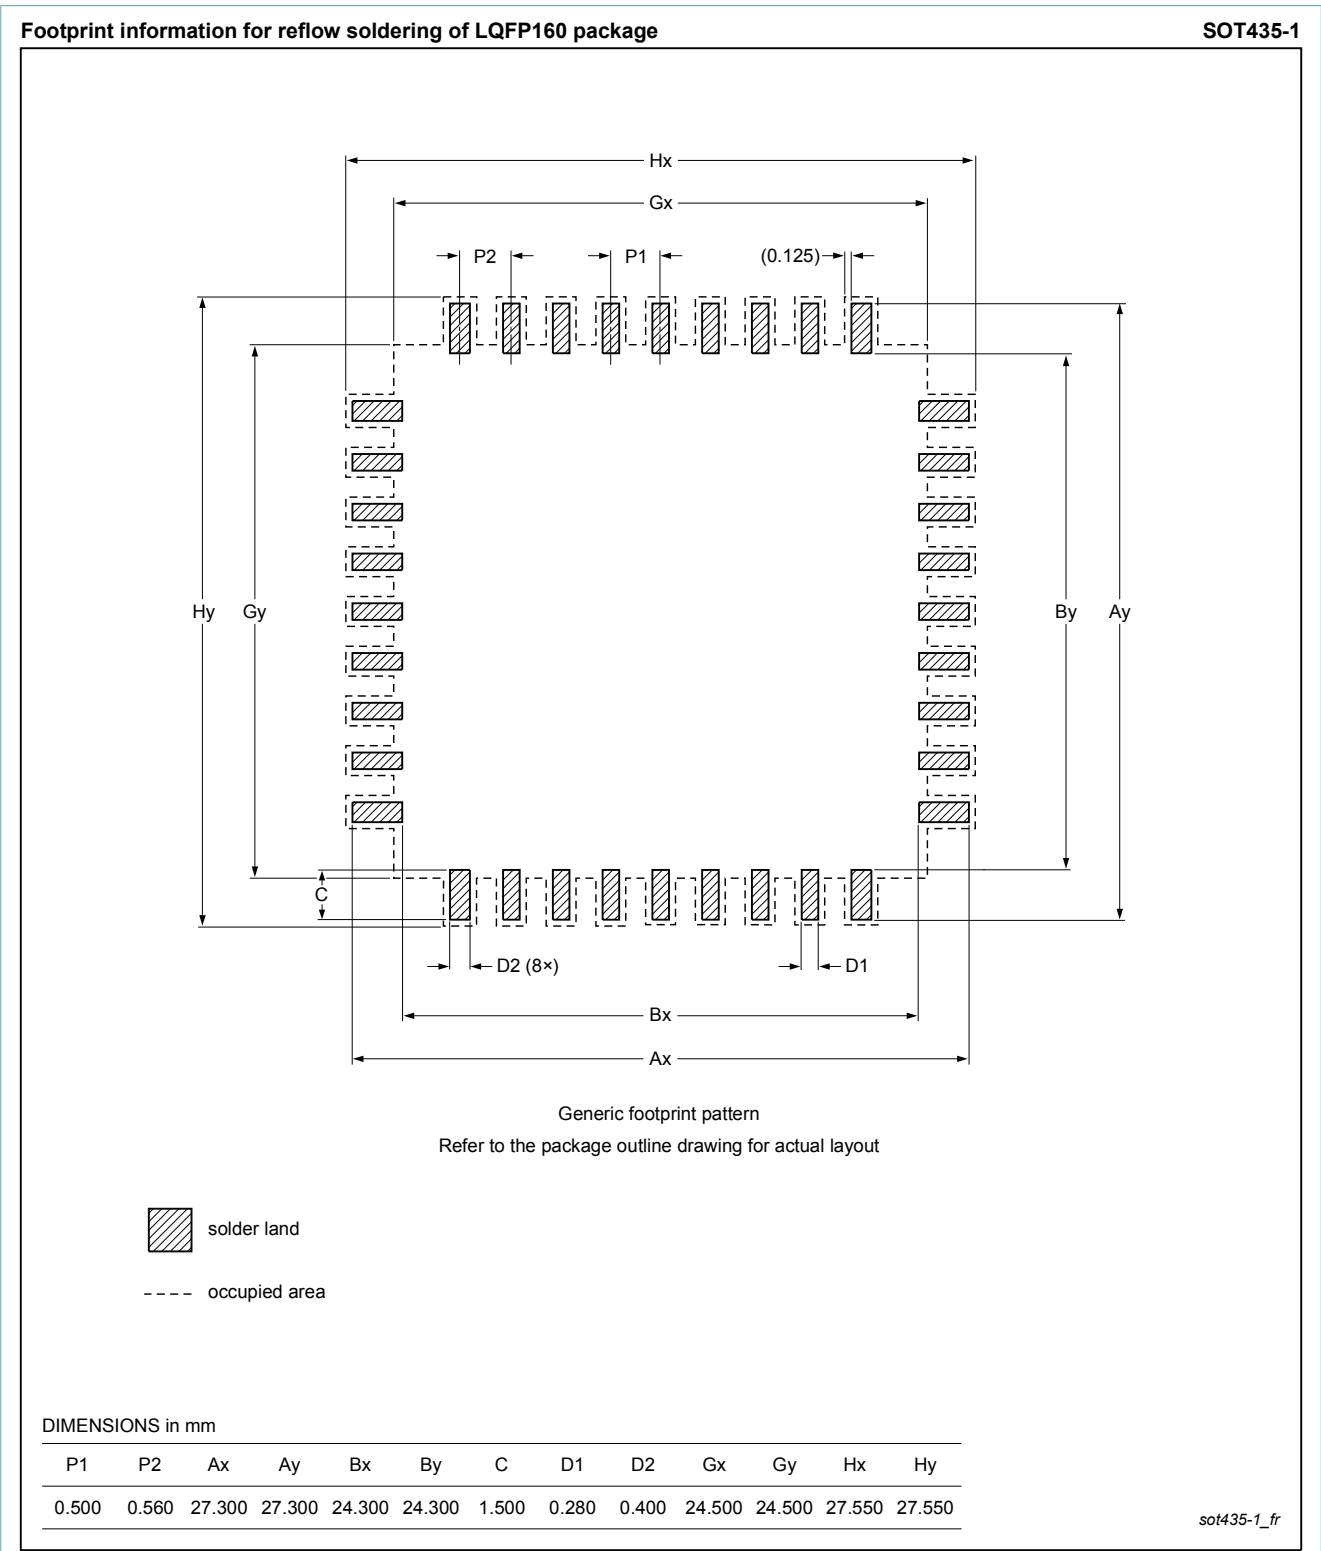 Footprint information for reflow soldering of LQFP160 package SOT435-1
Hx
Gx
P2 P1 (0.125)
Hy Gy By Ay
C
D2 (8×) D1
Bx
Ax
Generic footprint pattern
Refer to the package outline drawing for actual layout
solder land
occupied area
DIMENSIONS in mm
P1 P2 Ax Ay Bx By C D1 D2 Gx Gy Hx Hy
0.500 0.560 27.300 27.300 24.300 24.300 1.500 0.280 0.400 24.500 24.500 27.550 27.550
sot435-1_fr